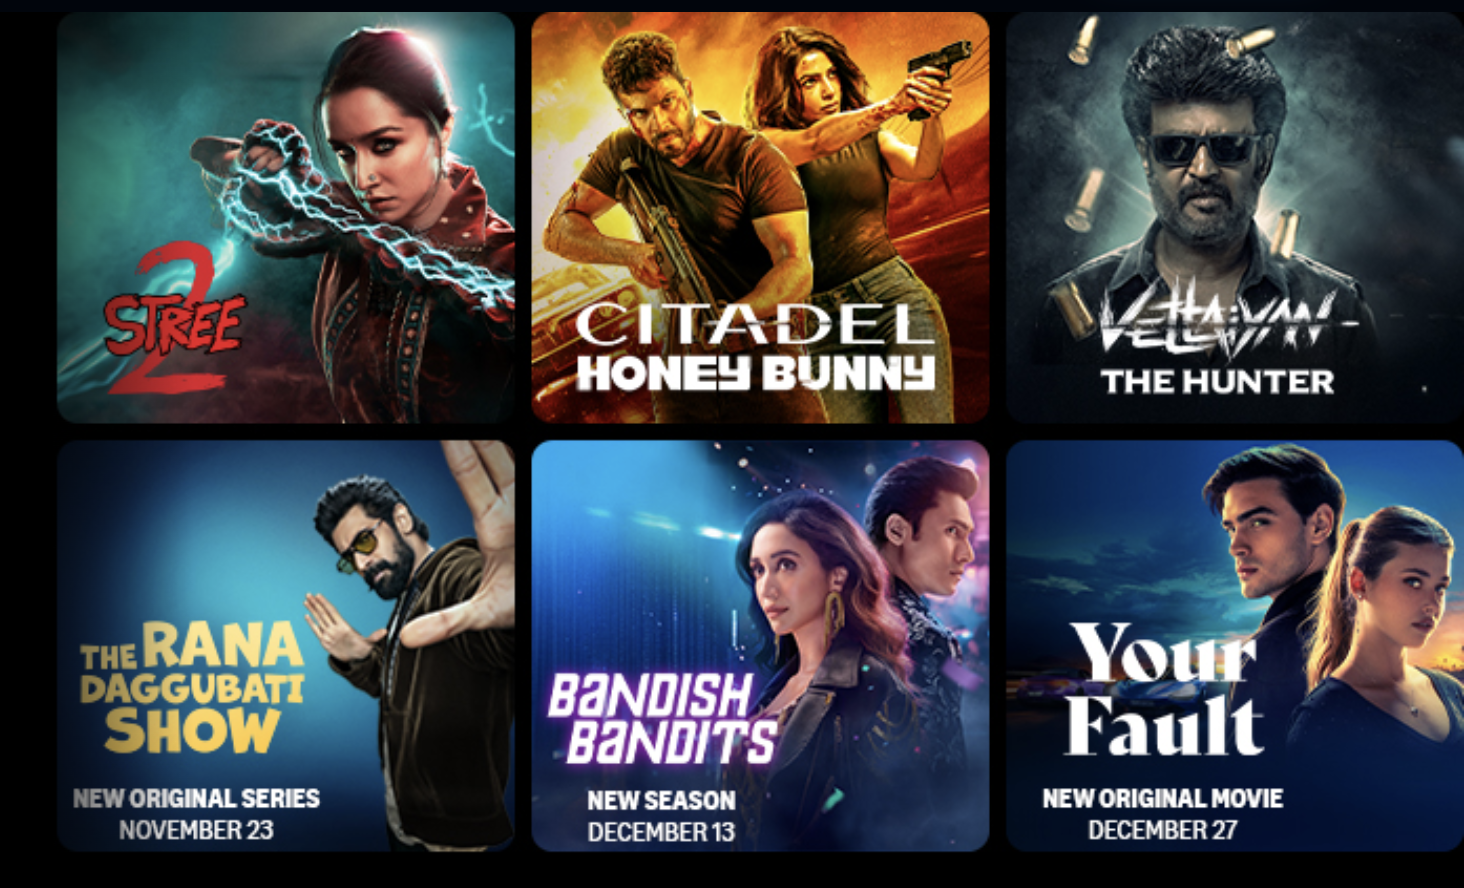 2
STREE
CITADEL
HONEY BUNNY
VETTAIYAN
THE HUNTER
THE RANA
DAGGUBATI
SHOW
NEW ORIGINAL SERIES
NOVEMBER 23
BANDISH
BANDITS
NEW SEASON
DECEMBER 13
Your
Fault
NEW ORIGINAL MOVIE
DECEMBER 27